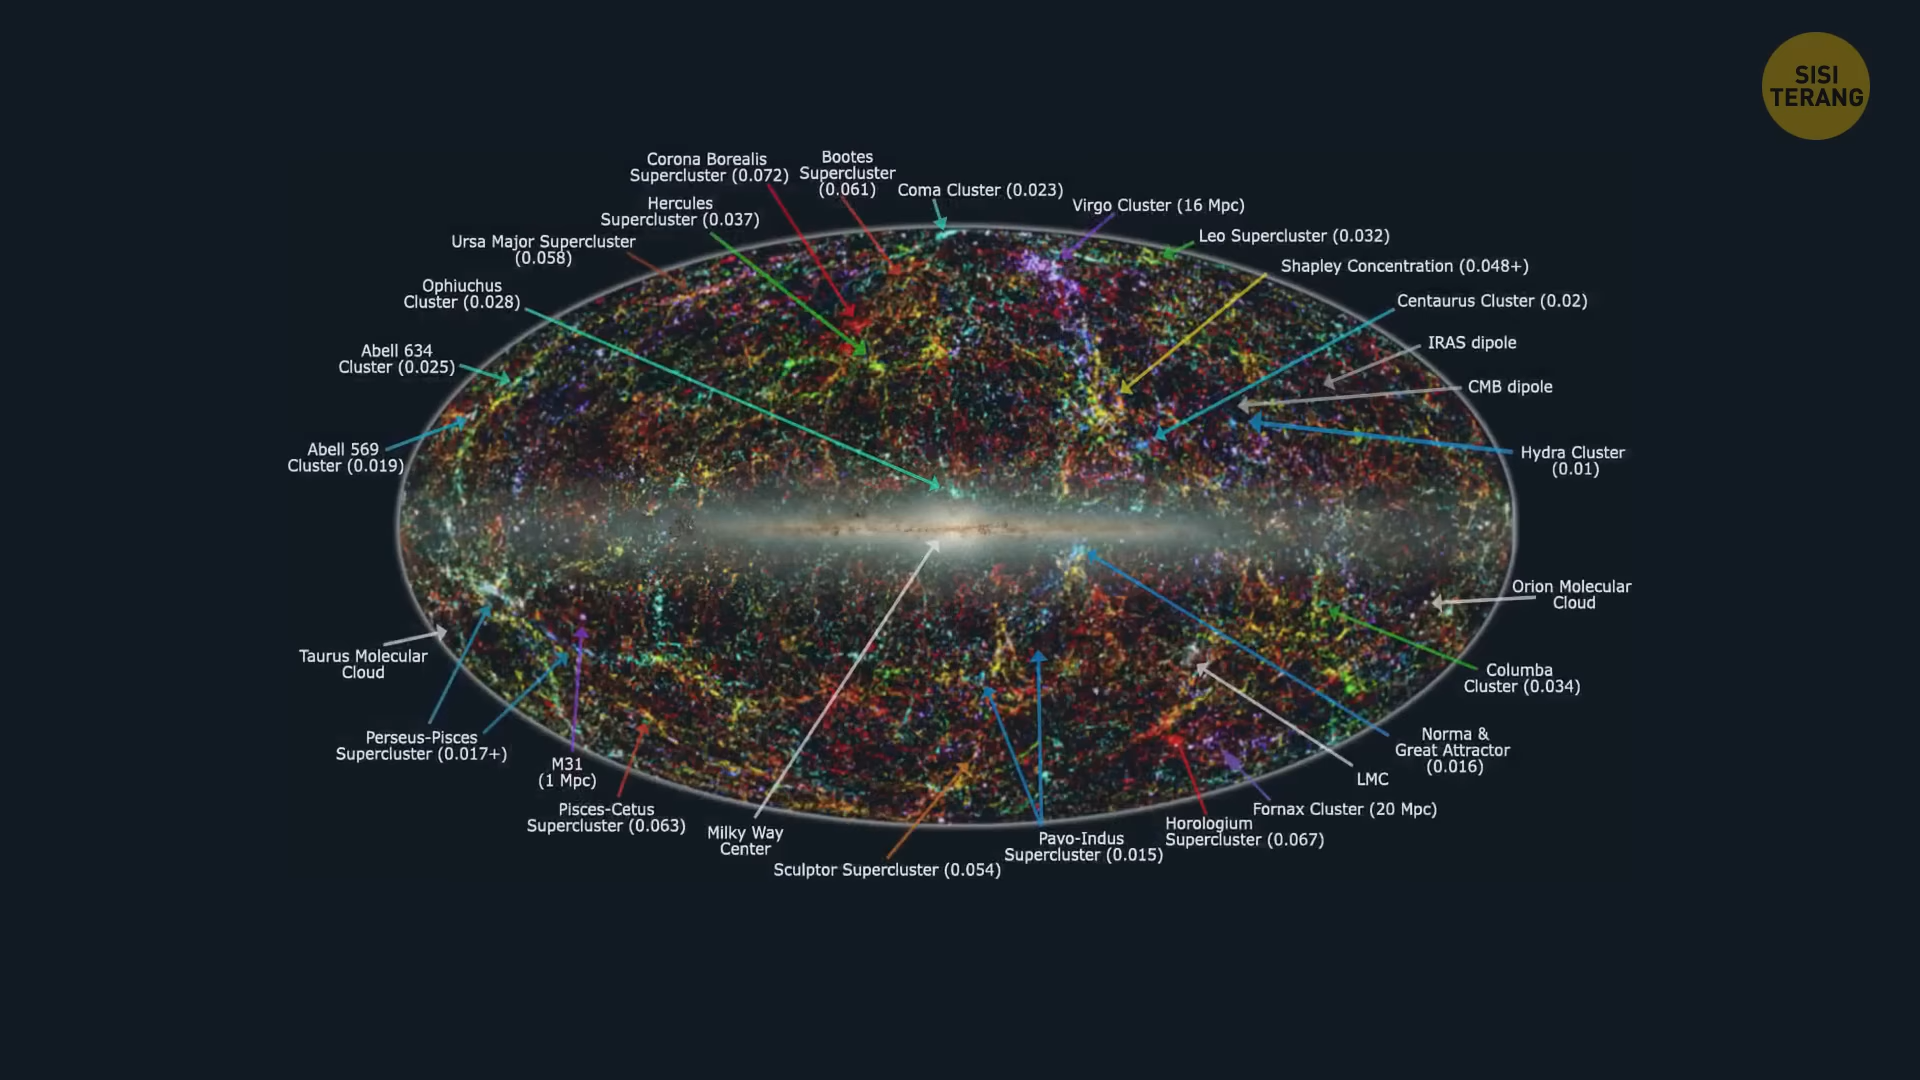 SISI
TERANG
Corona Borealis
Supercluster (0.072)
Bootes
Supercluster
(0.061)
Coma Cluster (0.023)
Hercules
Supercluster (0.037)
Virgo Cluster (16 Mpc)
Ursa Major Supercluster
(0.058)
Leo Supercluster (0.032)
Shapley Concentration (0.048+)
Ophiuchus
Cluster (0.028)
Centaurus Cluster (0.02)
IRAS dipole
Abell 634
Cluster (0.025)
CMB dipole
Abell 569
Cluster (0.019)
Hydra Cluster
(0.01)
Orion Molecular
Cloud
Taurus Molecular
Cloud
Columba
Cluster (0.034)
Perseus-Pisces
Supercluster (0.017+)
Norma &
Great Attractor
(0.016)
M31
(1 Mpc)
LMC
Pisces-Cetus
Supercluster (0.063)
Fornax Cluster (20 Mpc)
Milky Way
Center
Horologium
Supercluster (0.067)
Pavo-Indus
Supercluster (0.015)
Sculptor Supercluster (0.054)